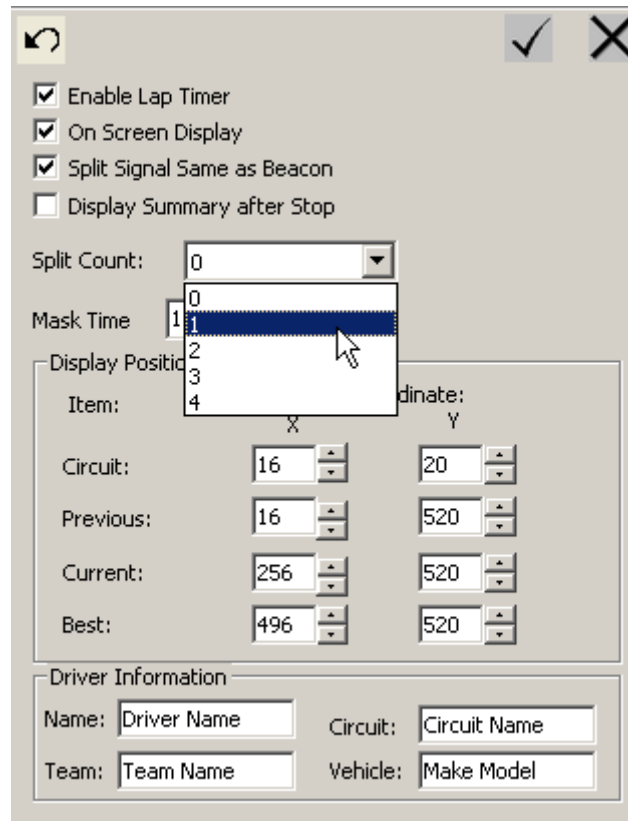 Enable Lap Timer
On Screen Display
Split Signal Same as Beacon
Display Summary after Stop
Split Count: 0
0
1
2
3
4
Mask Time 1
Display
Item:
X Y
Circuit: 16 20
Previous: 16 520
Current: 256 520
Best: 496 520
Driver Information
Name: Driver Name Circuit: Circuit Name
Team: Team Name Vehicle: Make Model